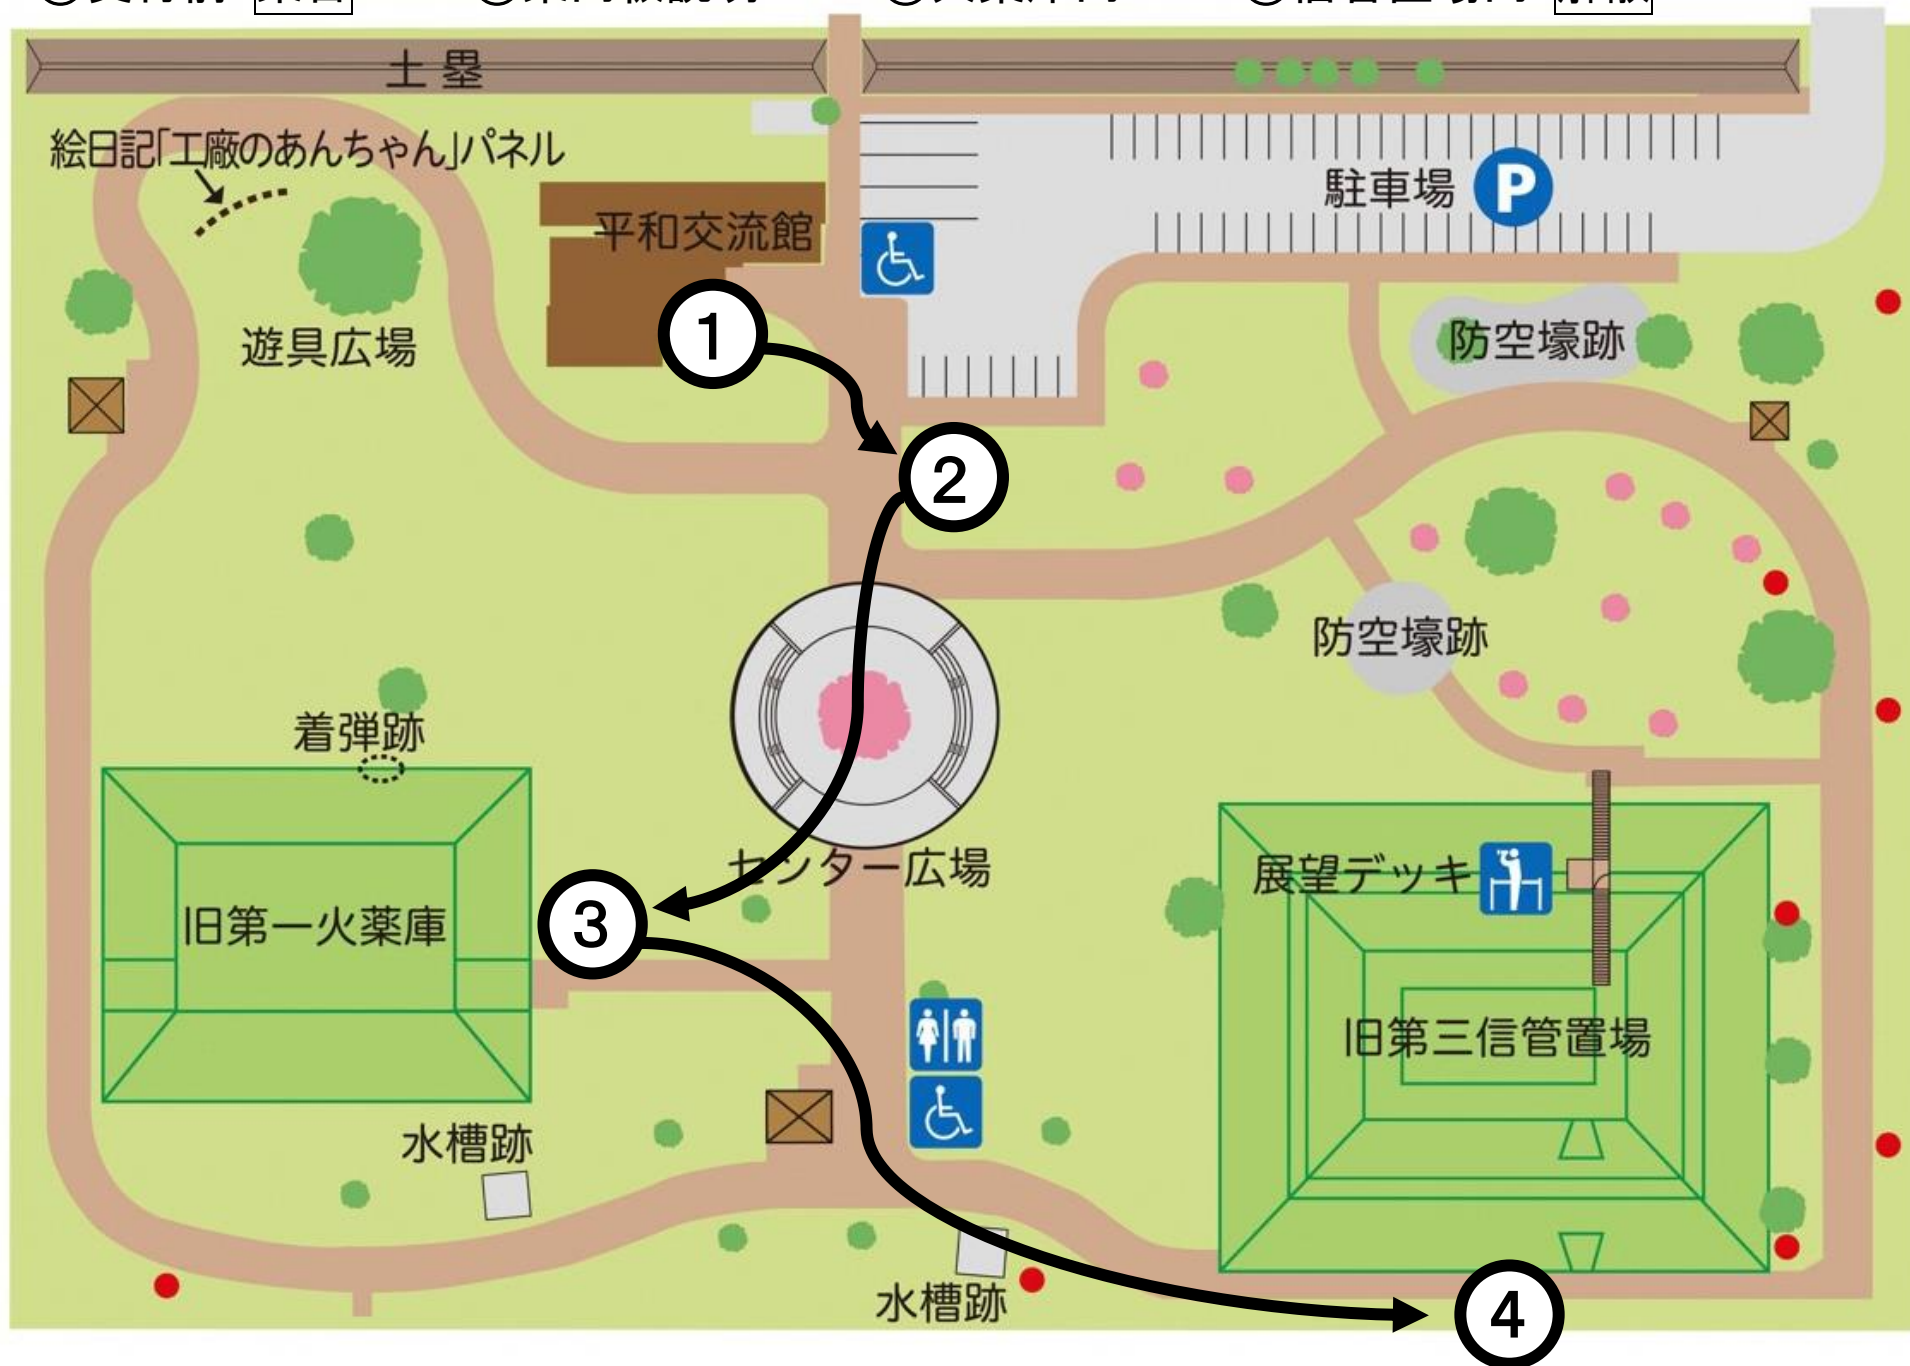 土塁
絵日記「工廠のあんちゃん」パネル
駐車場 P
平和交流館
遊具広場
防空壕跡
1
2
防空壕跡
着弾跡
センター広場
展望デッキ
旧第一火薬庫
3
旧第三信管置場
水槽跡
水槽跡
4